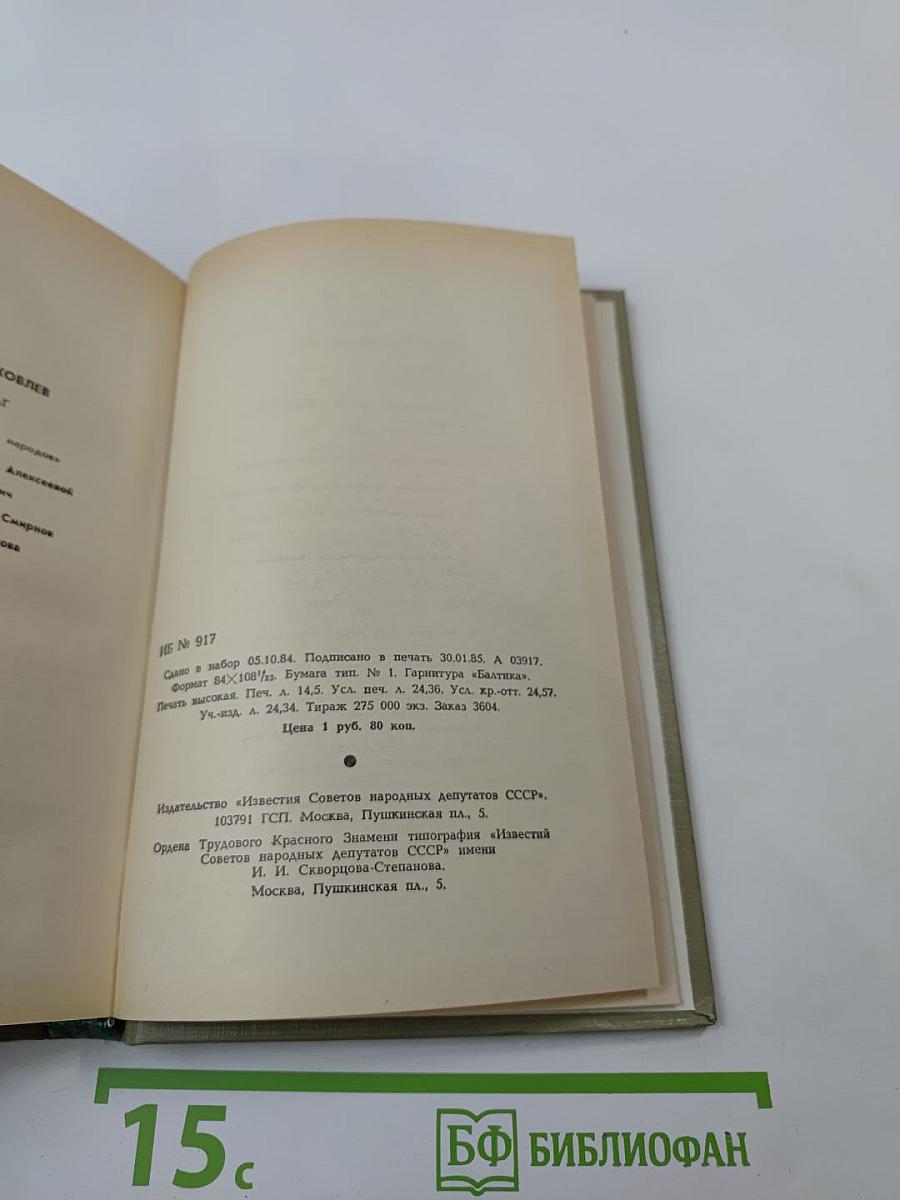 КОВЛЕВ
народов»
Алексеевой
ич
Смирнов
ова
ИБ № 917
Сдано в набор 05.10.84. Подписано в печать 30.01.85. А 03917.
Формат 84×108¹/₃₂. Бумага тип. № 1. Гарнитура «Балтика».
Печать высокая. Печ. л. 14,5. Усл. печ. л. 24,36. Усл. кр.-отт. 24,57.
Уч.-изд. л. 24,34. Тираж 275 000 экз. Заказ 3604.
Цена 1 руб. 80 коп.
Издательство «Известия Советов народных депутатов СССР».
103791 ГСП. Москва, Пушкинская пл., 5.
Ордена Трудового Красного Знамени типография «Известий
Советов народных депутатов СССР» имени
И. И. Скворцова-Степанова.
Москва, Пушкинская пл., 5.
15 с
БФ БИБЛИОФАН